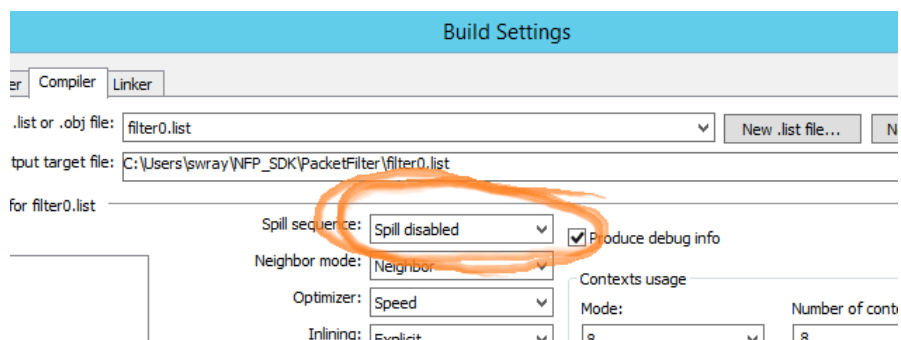 Build Settings
er Compiler Linker
.list or .obj file: filter0.list New .list file... N
tput target file: C:\Users\swray\NFP_SDK\PacketFilter\filter0.list
for filter0.list
Spill sequence: Spill disabled Produce debug info
Neighbor mode: Neighbor
Contexts usage
Optimizer: Speed Mode: Number of conte
Inlining: Explicit 8 8